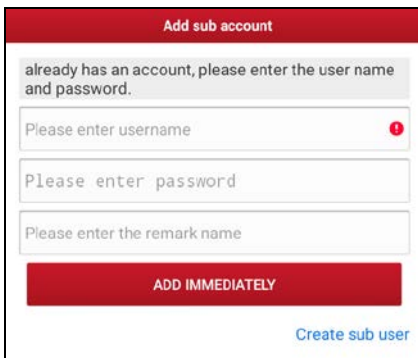 Add sub account
already has an account, please enter the user name
and password.
Please enter username
Please enter password
Please enter the remark name
ADD IMMEDIATELY
Create sub user